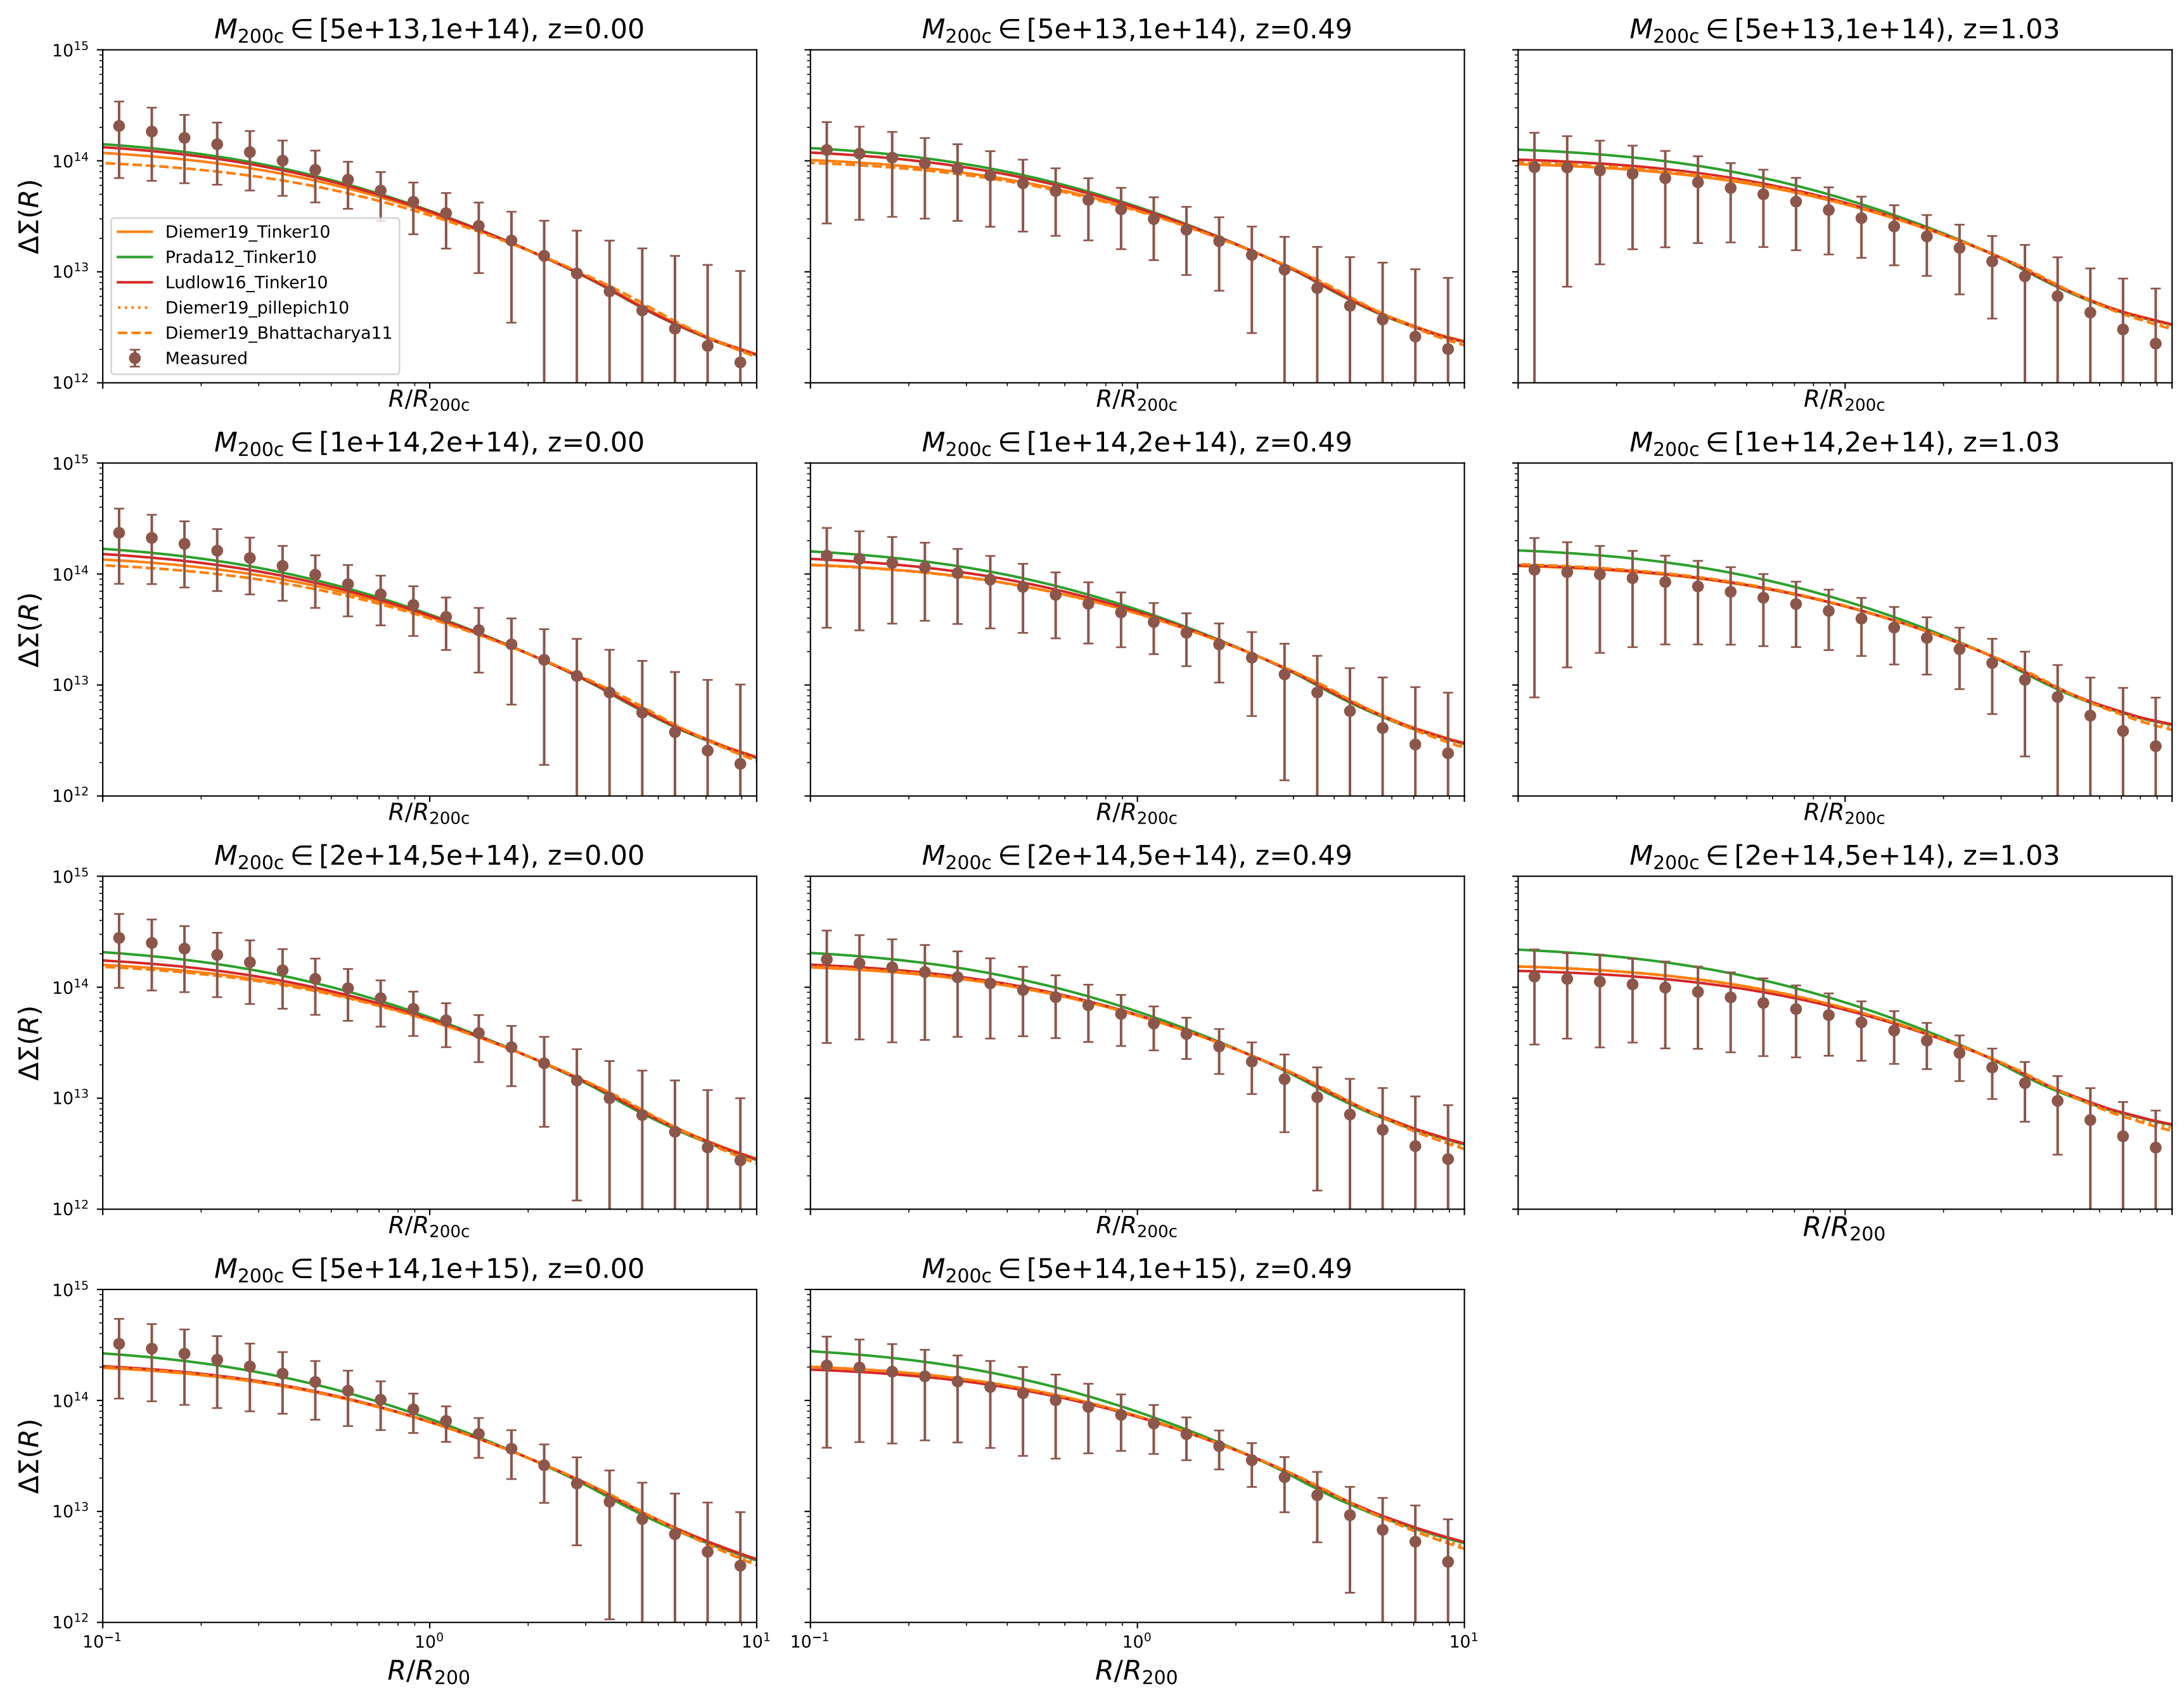 M200c ∈ [5e+13,1e+14), z=0.00
M200c ∈ [5e+13,1e+14), z=0.49
M200c ∈ [5e+13,1e+14), z=1.03
10^15
10^14
10^13
10^12
ΔΣ(R)
Diemer19_Tinker10
Prada12_Tinker10
Ludlow16_Tinker10
Diemer19_pillepich10
Diemer19_Bhattacharya11
Measured
R/R200c
R/R200c
R/R200c
M200c ∈ [1e+14,2e+14), z=0.00
M200c ∈ [1e+14,2e+14), z=0.49
M200c ∈ [1e+14,2e+14), z=1.03
10^15
10^14
10^13
10^12
ΔΣ(R)
R/R200c
R/R200c
R/R200c
M200c ∈ [2e+14,5e+14), z=0.00
M200c ∈ [2e+14,5e+14), z=0.49
M200c ∈ [2e+14,5e+14), z=1.03
10^15
10^14
10^13
10^12
ΔΣ(R)
R/R200c
R/R200c
R/R200
M200c ∈ [5e+14,1e+15), z=0.00
M200c ∈ [5e+14,1e+15), z=0.49
10^15
10^14
10^13
10^12
ΔΣ(R)
10^−1 10^0 10^1
10^−1 10^0 10^1
R/R200
R/R200